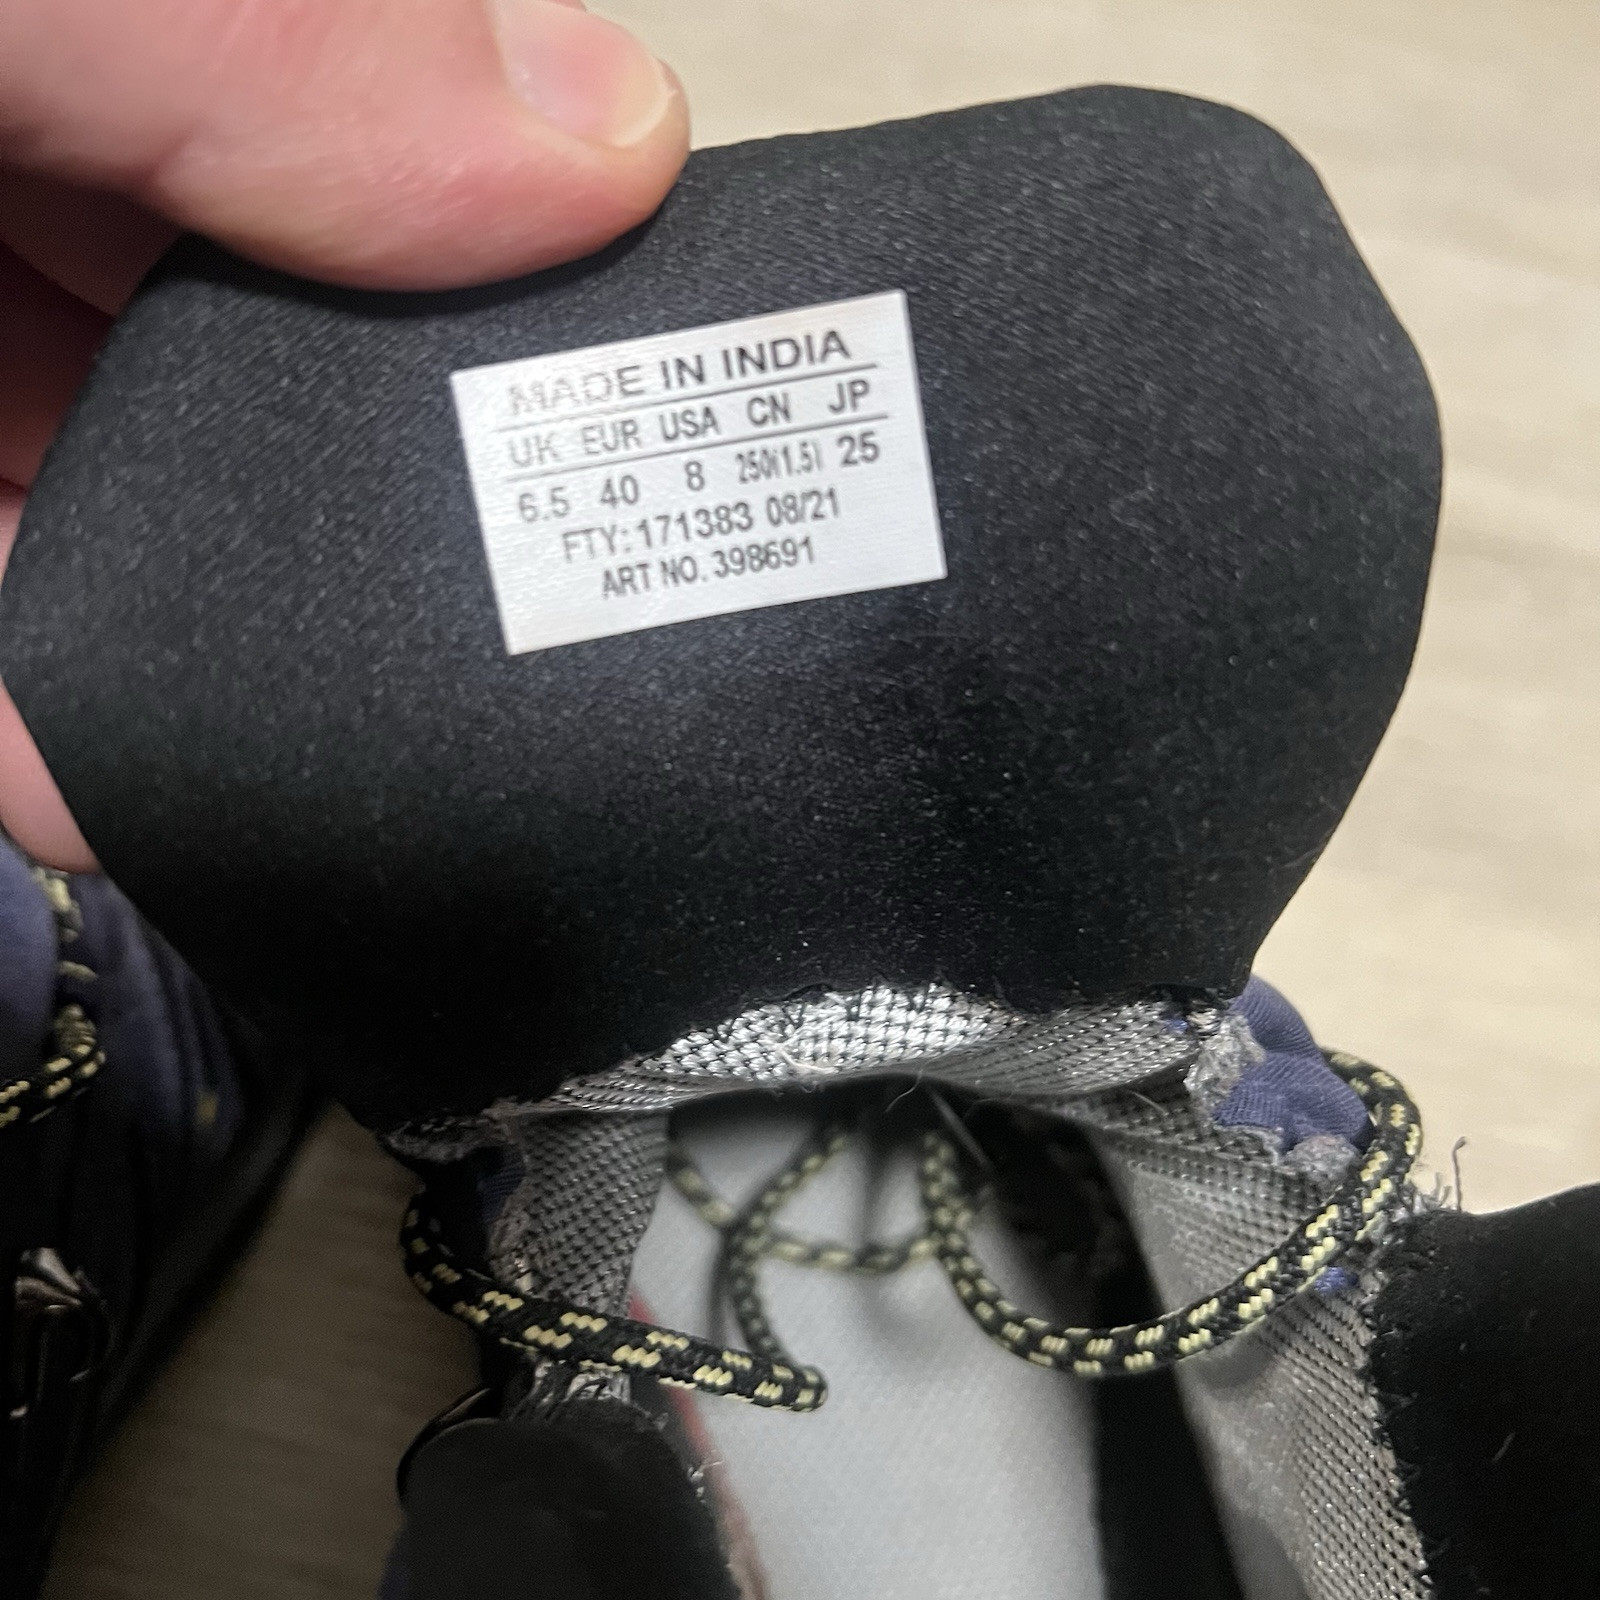 MADE IN INDIA
UK EUR USA CN JP
6.5 40 8 250(1.5) 25
FTY: 171383 08/21
ART NO. 398691